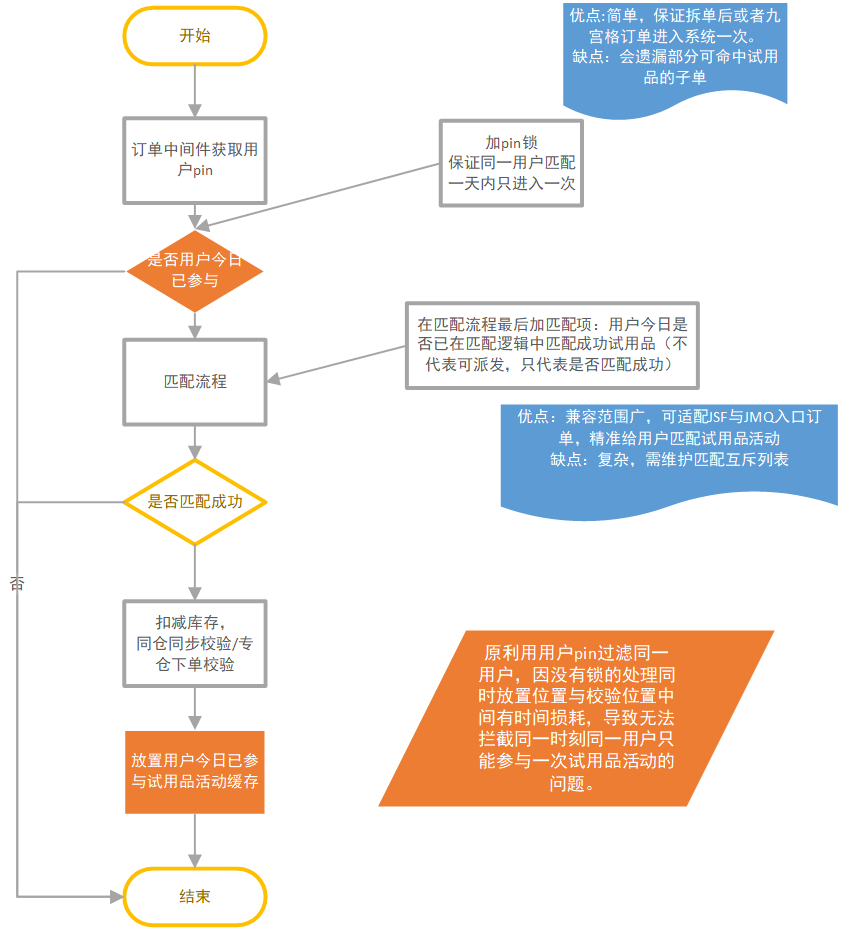 开始
优点:简单，保证拆单后或者九
宫格订单进入系统一次。
缺点：会遗漏部分可命中试用
品的子单
订单中间件获取用
户pin
加pin锁
保证同一用户匹配
一天内只进入一次
是否用户今日
已参与
在匹配流程最后加匹配项：用户今日是
否已在匹配逻辑中匹配成功试用品（不
代表可派发，只代表是否匹配成功）
匹配流程
优点：兼容范围广，可适配JSF与JMQ入口订
单，精准给用户匹配试用品活动
缺点：复杂，需维护匹配互斥列表
是否匹配成功
否
扣减库存，
同仓同步校验/专
仓下单校验
原利用用户pin过滤同一
用户，因没有锁的处理同
时放置位置与校验位置中
间有时间损耗，导致无法
拦截同一时刻同一用户只
能参与一次试用品活动的
问题。
放置用户今日已参
与试用品活动缓存
结束